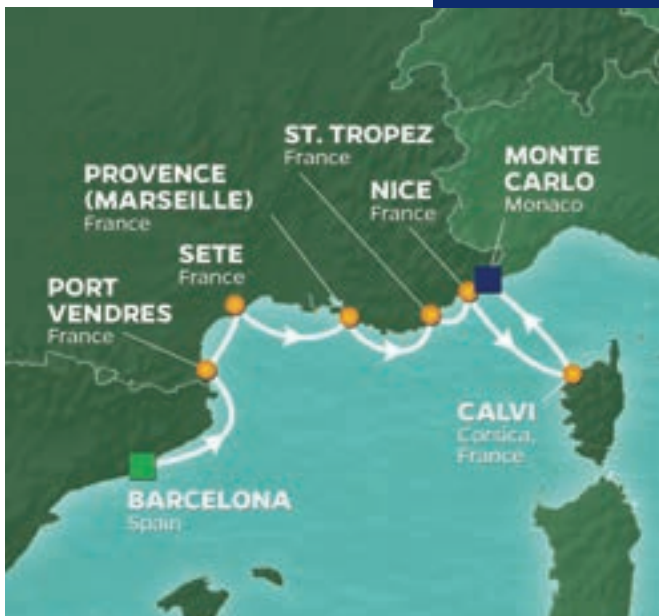 ST. TROPEZ
France
MONTE
CARLO
Monaco
PROVENCE
(MARSEILLE)
France
NICE
France
SETE
France
PORT
VENDRES
France
CALVI
Corsica,
France
BARCELONA
Spain